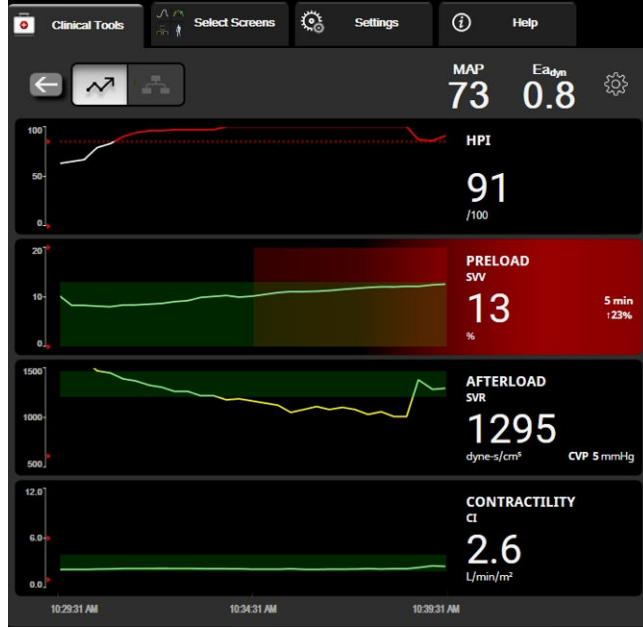 Clinical Tools
Select Screens
Settings
Help
MAP
73
Ea dyn
0.8
100
50
0
HPI
91
/100
20
10
0
PRELOAD
SVV
13
%
5 min
↑23%
1500
1000
500
AFTERLOAD
SVR
1295
dyne-s/cm⁵
CVP 5 mmHg
12.0
6.0
0.0
CONTRACTILITY
CI
2.6
L/min/m²
10:29:31 AM
10:34:31 AM
10:39:31 AM